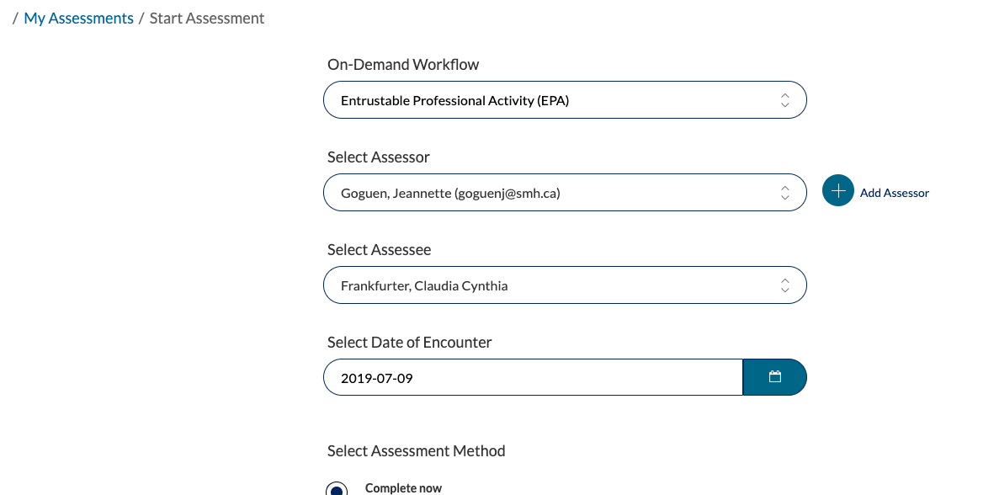 / My Assessments / Start Assessment
On-Demand Workflow
Entrustable Professional Activity (EPA)
Select Assessor
Goguen, Jeannette (goguenj@smh.ca)
Add Assessor
Select Assessee
Frankfurter, Claudia Cynthia
Select Date of Encounter
2019-07-09
Select Assessment Method
Complete now